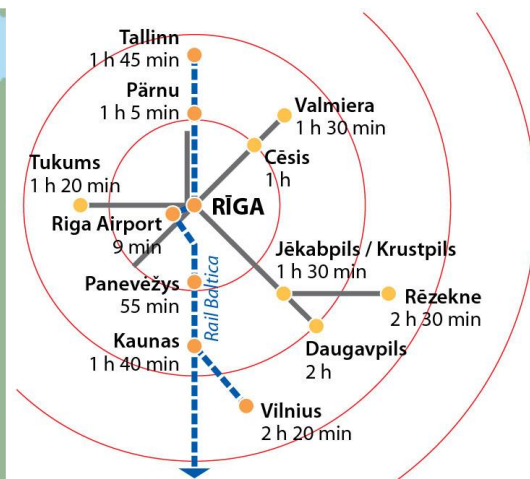 Tallinn
1 h 45 min
Pärnu
1 h 5 min
Valmiera
1 h 30 min
Cēsis
1 h
Tukums
1 h 20 min
RĪGA
Riga Airport
9 min
Jēkabpils / Krustpils
1 h 30 min
Panevėžys
55 min
Rail Baltica
Rēzekne
2 h 30 min
Kaunas
1 h 40 min
Daugavpils
2 h
Vilnius
2 h 20 min